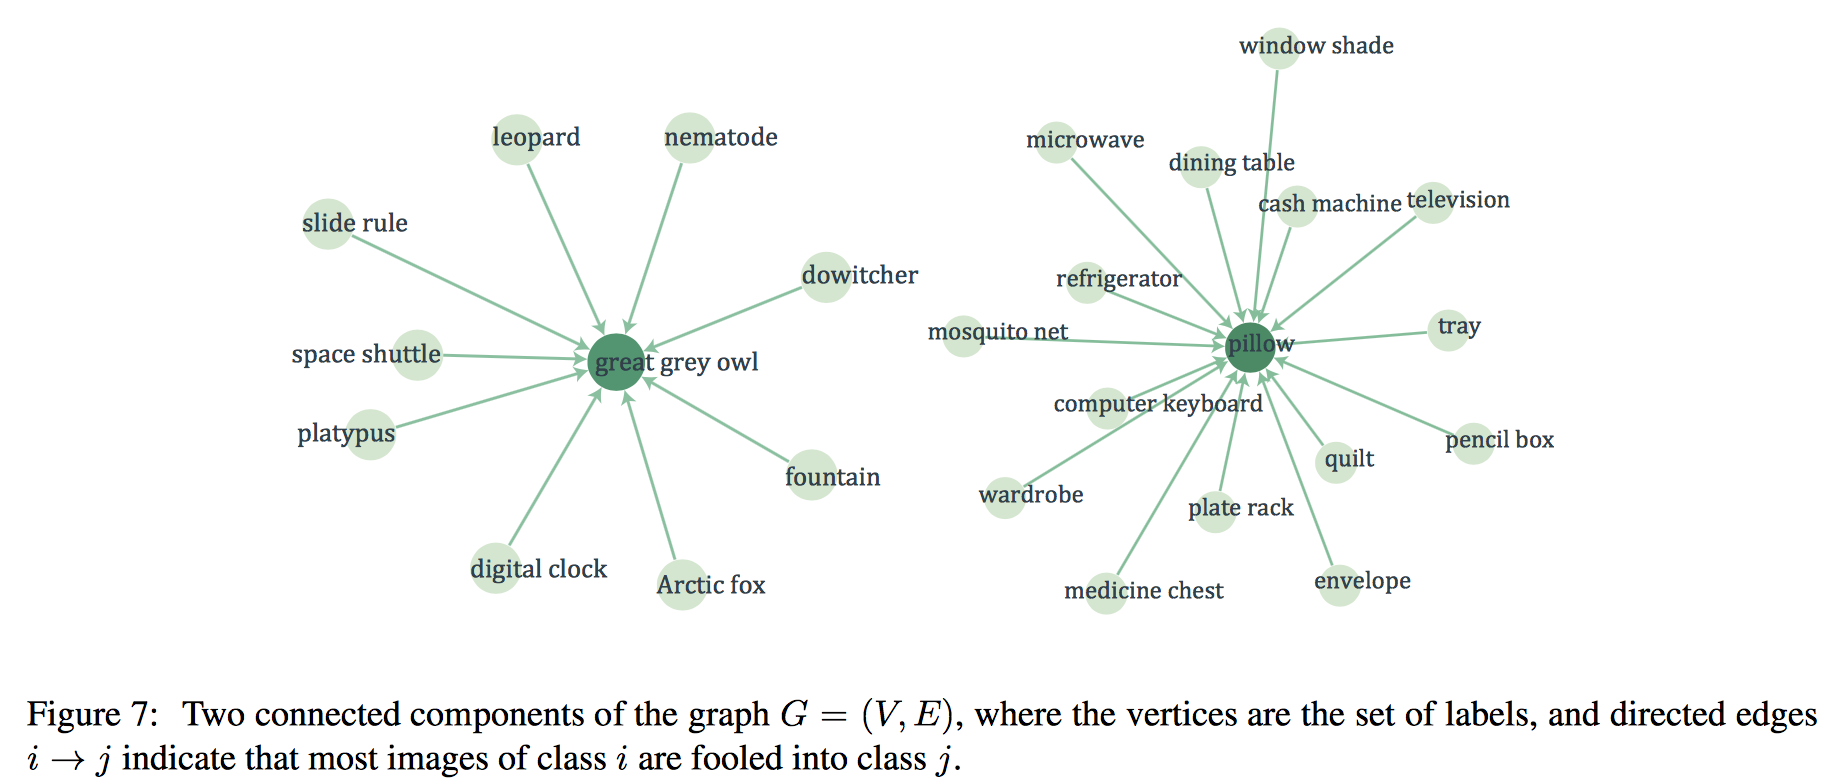 window shade
leopard
nematode
microwave
dining table
cash machine
television
slide rule
dowitcher
refrigerator
mosquito net
tray
space shuttle
great grey owl
pillow
computer keyboard
platypus
pencil box
fountain
quilt
wardrobe
plate rack
digital clock
Arctic fox
medicine chest
envelope
Figure 7: Two connected components of the graph G = (V, E), where the vertices are the set of labels, and directed edges
i → j indicate that most images of class i are fooled into class j.